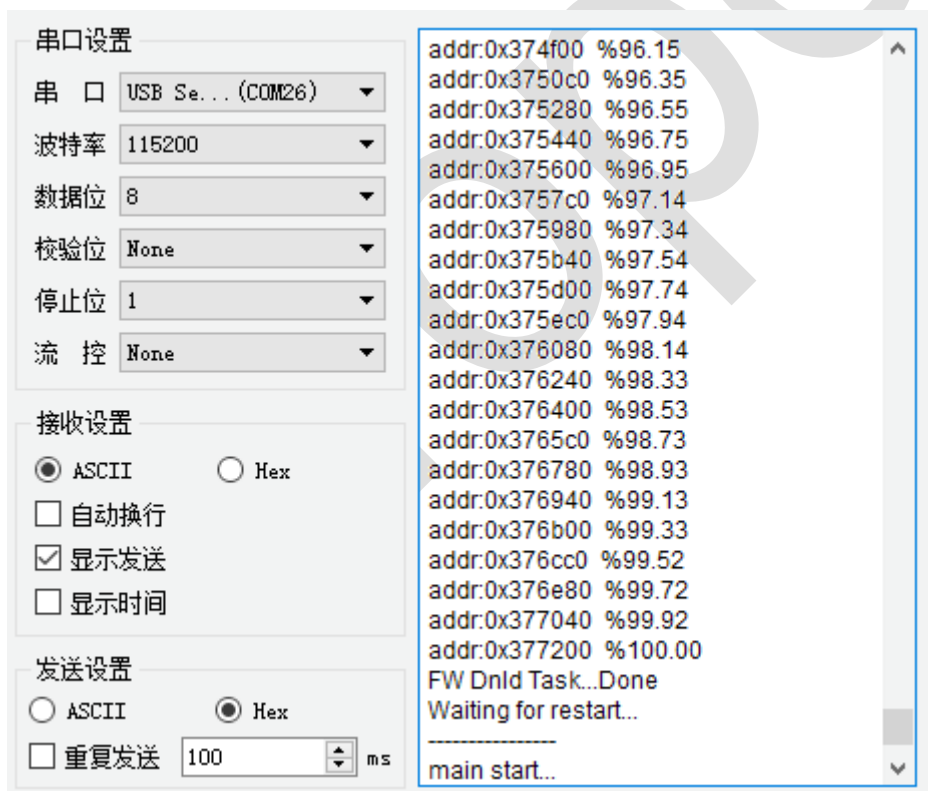 串口设置
串 口 USB Se...(COM26)
波特率 115200
数据位 8
校验位 None
停止位 1
流 控 None
接收设置
ASCII Hex
自动换行
显示发送
显示时间
发送设置
ASCII Hex
重复发送 100 ms
addr:0x374f00 %96.15
addr:0x3750c0 %96.35
addr:0x375280 %96.55
addr:0x375440 %96.75
addr:0x375600 %96.95
addr:0x3757c0 %97.14
addr:0x375980 %97.34
addr:0x375b40 %97.54
addr:0x375d00 %97.74
addr:0x375ec0 %97.94
addr:0x376080 %98.14
addr:0x376240 %98.33
addr:0x376400 %98.53
addr:0x3765c0 %98.73
addr:0x376780 %98.93
addr:0x376940 %99.13
addr:0x376b00 %99.33
addr:0x376cc0 %99.52
addr:0x376e80 %99.72
addr:0x377040 %99.92
addr:0x377200 %100.00
FW Dnld Task...Done
Waiting for restart...
----------------
main start...